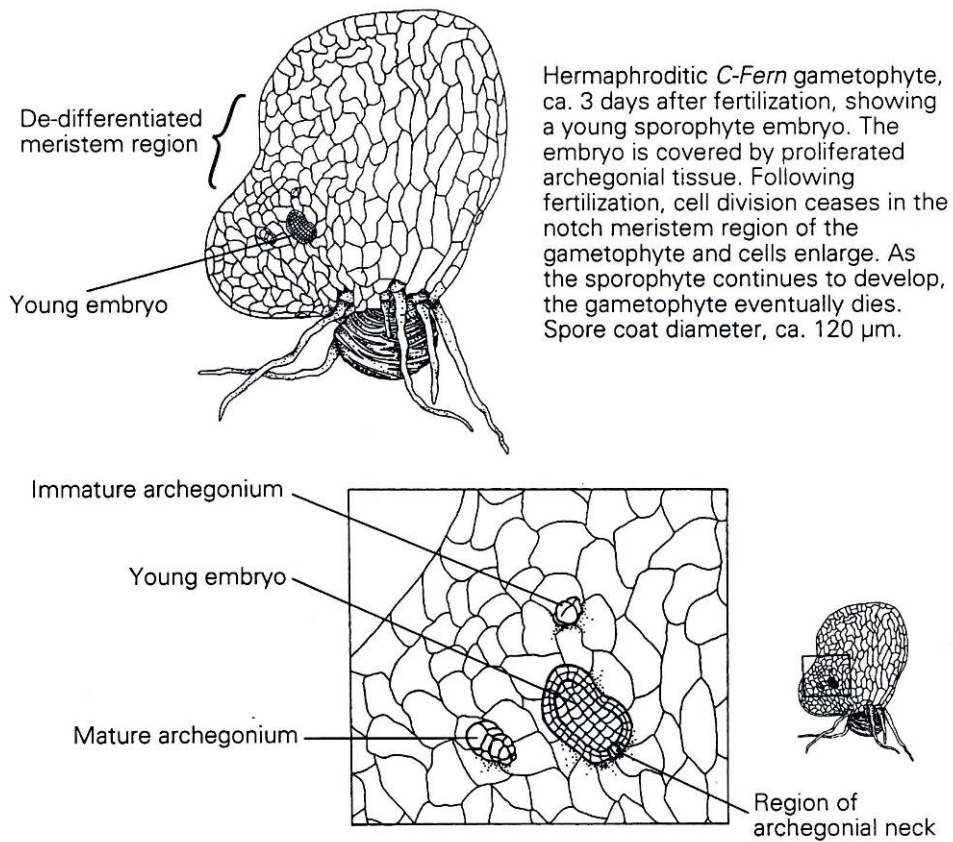 De-differentiated
meristem region
Young embryo
Hermaphroditic C-Fern gametophyte,
ca. 3 days after fertilization, showing
a young sporophyte embryo. The
embryo is covered by proliferated
archegonial tissue. Following
fertilization, cell division ceases in the
notch meristem region of the
gametophyte and cells enlarge. As
the sporophyte continues to develop,
the gametophyte eventually dies.
Spore coat diameter, ca. 120 µm.
Immature archegonium
Young embryo
Mature archegonium
Region of
archegonial neck